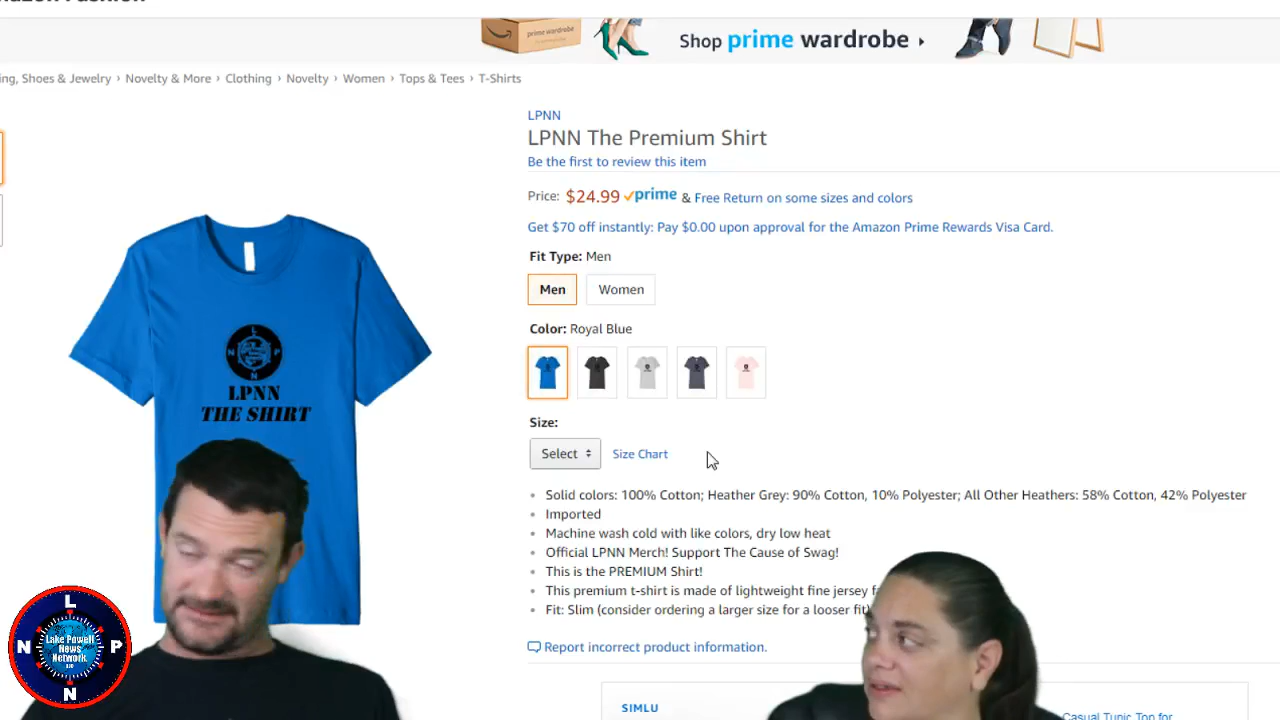 Shop prime wardrobe
prime wardrobe
ing, Shoes & Jewelry › Novelty & More › Clothing › Novelty › Women › Tops & Tees › T-Shirts
LPNN
LPNN The Premium Shirt
Be the first to review this item
Price: $24.99 prime & Free Return on some sizes and colors
Get $70 off instantly: Pay $0.00 upon approval for the Amazon Prime Rewards Visa Card.
Fit Type: Men
Men Women
Color: Royal Blue
L
N P
N
LPNN
THE SHIRT
Size:
Select Size Chart
Solid colors: 100% Cotton; Heather Grey: 90% Cotton, 10% Polyester; All Other Heathers: 58% Cotton, 42% Polyester
Imported
Machine wash cold with like colors, dry low heat
Official LPNN Merch! Support The Cause of Swag!
This is the PREMIUM Shirt!
This premium t-shirt is made of lightweight fine jersey
Fit: Slim (consider ordering a larger size for a looser fit)
Report incorrect product information.
L
N P
Lake Powell
News
Network
N
SIMLU
Casual Tunic Top for